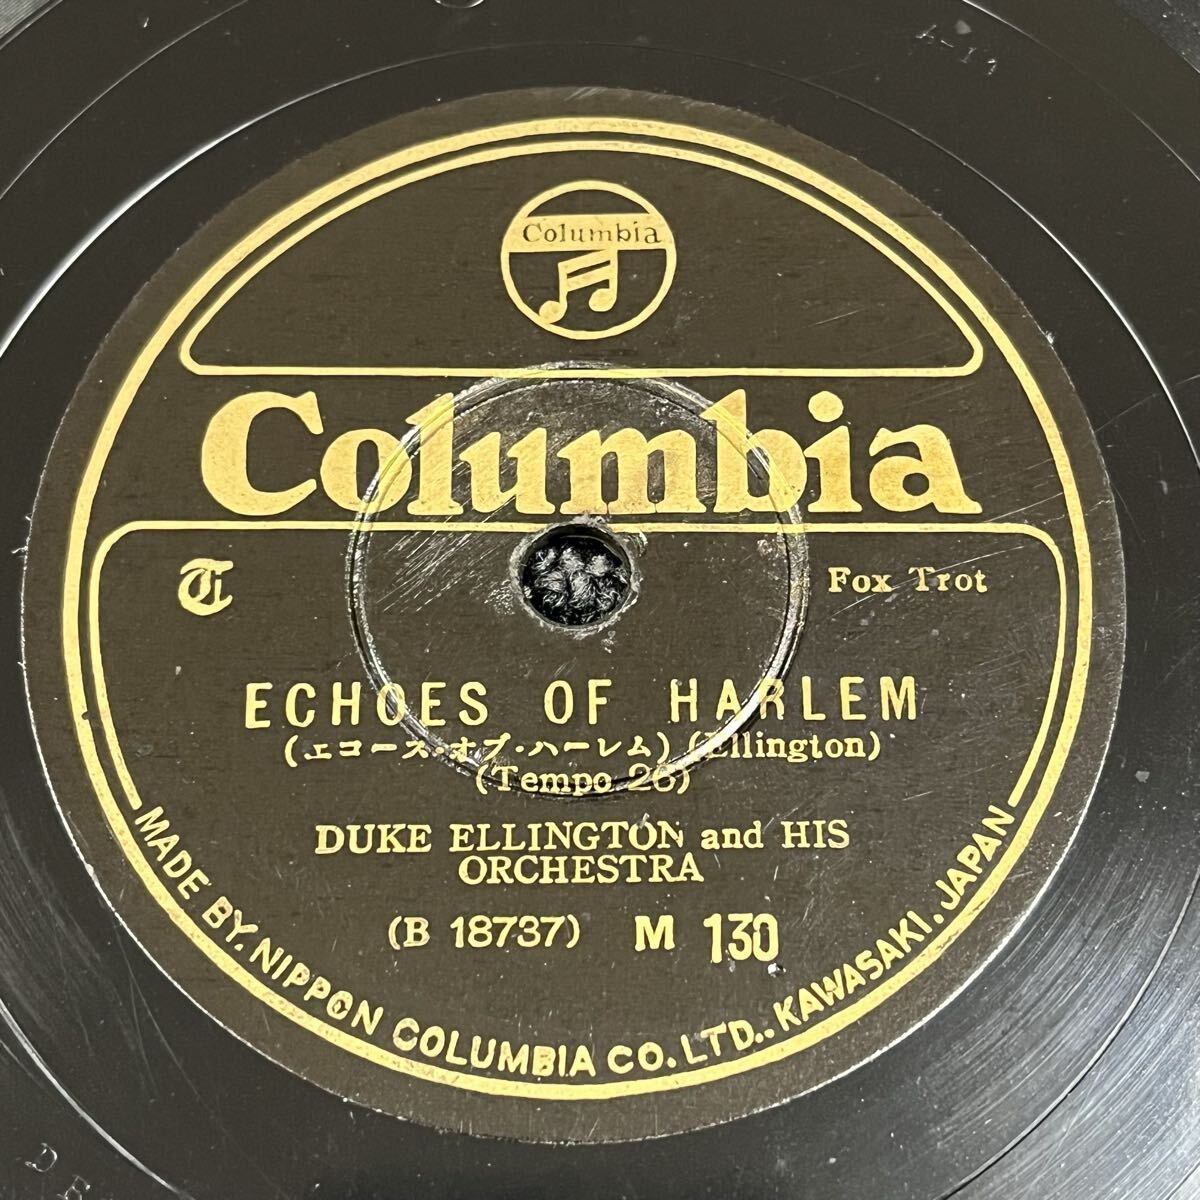 A-14
Columbia
Columbia
T
Fox Trot
ECHOES OF HARLEM
(エコース・オブ・ハーレム) (Ellington)
(Tempo 26)
DUKE ELLINGTON and HIS
ORCHESTRA
(B 18737) M 130
MADE BY. NIPPON COLUMBIA CO. LTD., KAWASAKI. JAPAN